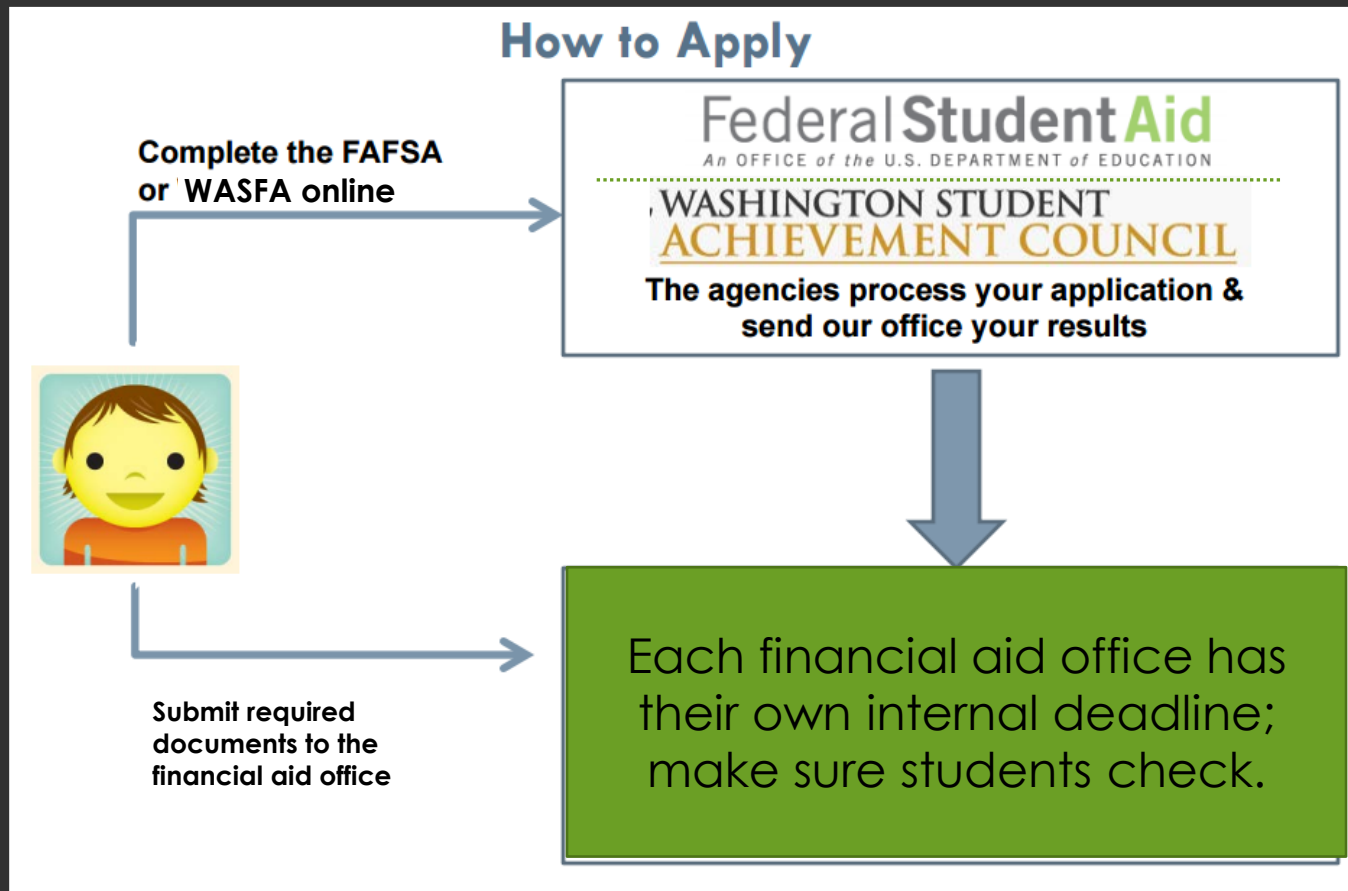 How to Apply
Complete the FAFSA
or WASFA online
Federal Student Aid
An OFFICE of the U.S. DEPARTMENT of EDUCATION
WASHINGTON STUDENT
ACHIEVEMENT COUNCIL
The agencies process your application &
send our office your results
Submit required
documents to the
financial aid office
Each financial aid office has
their own internal deadline;
make sure students check.